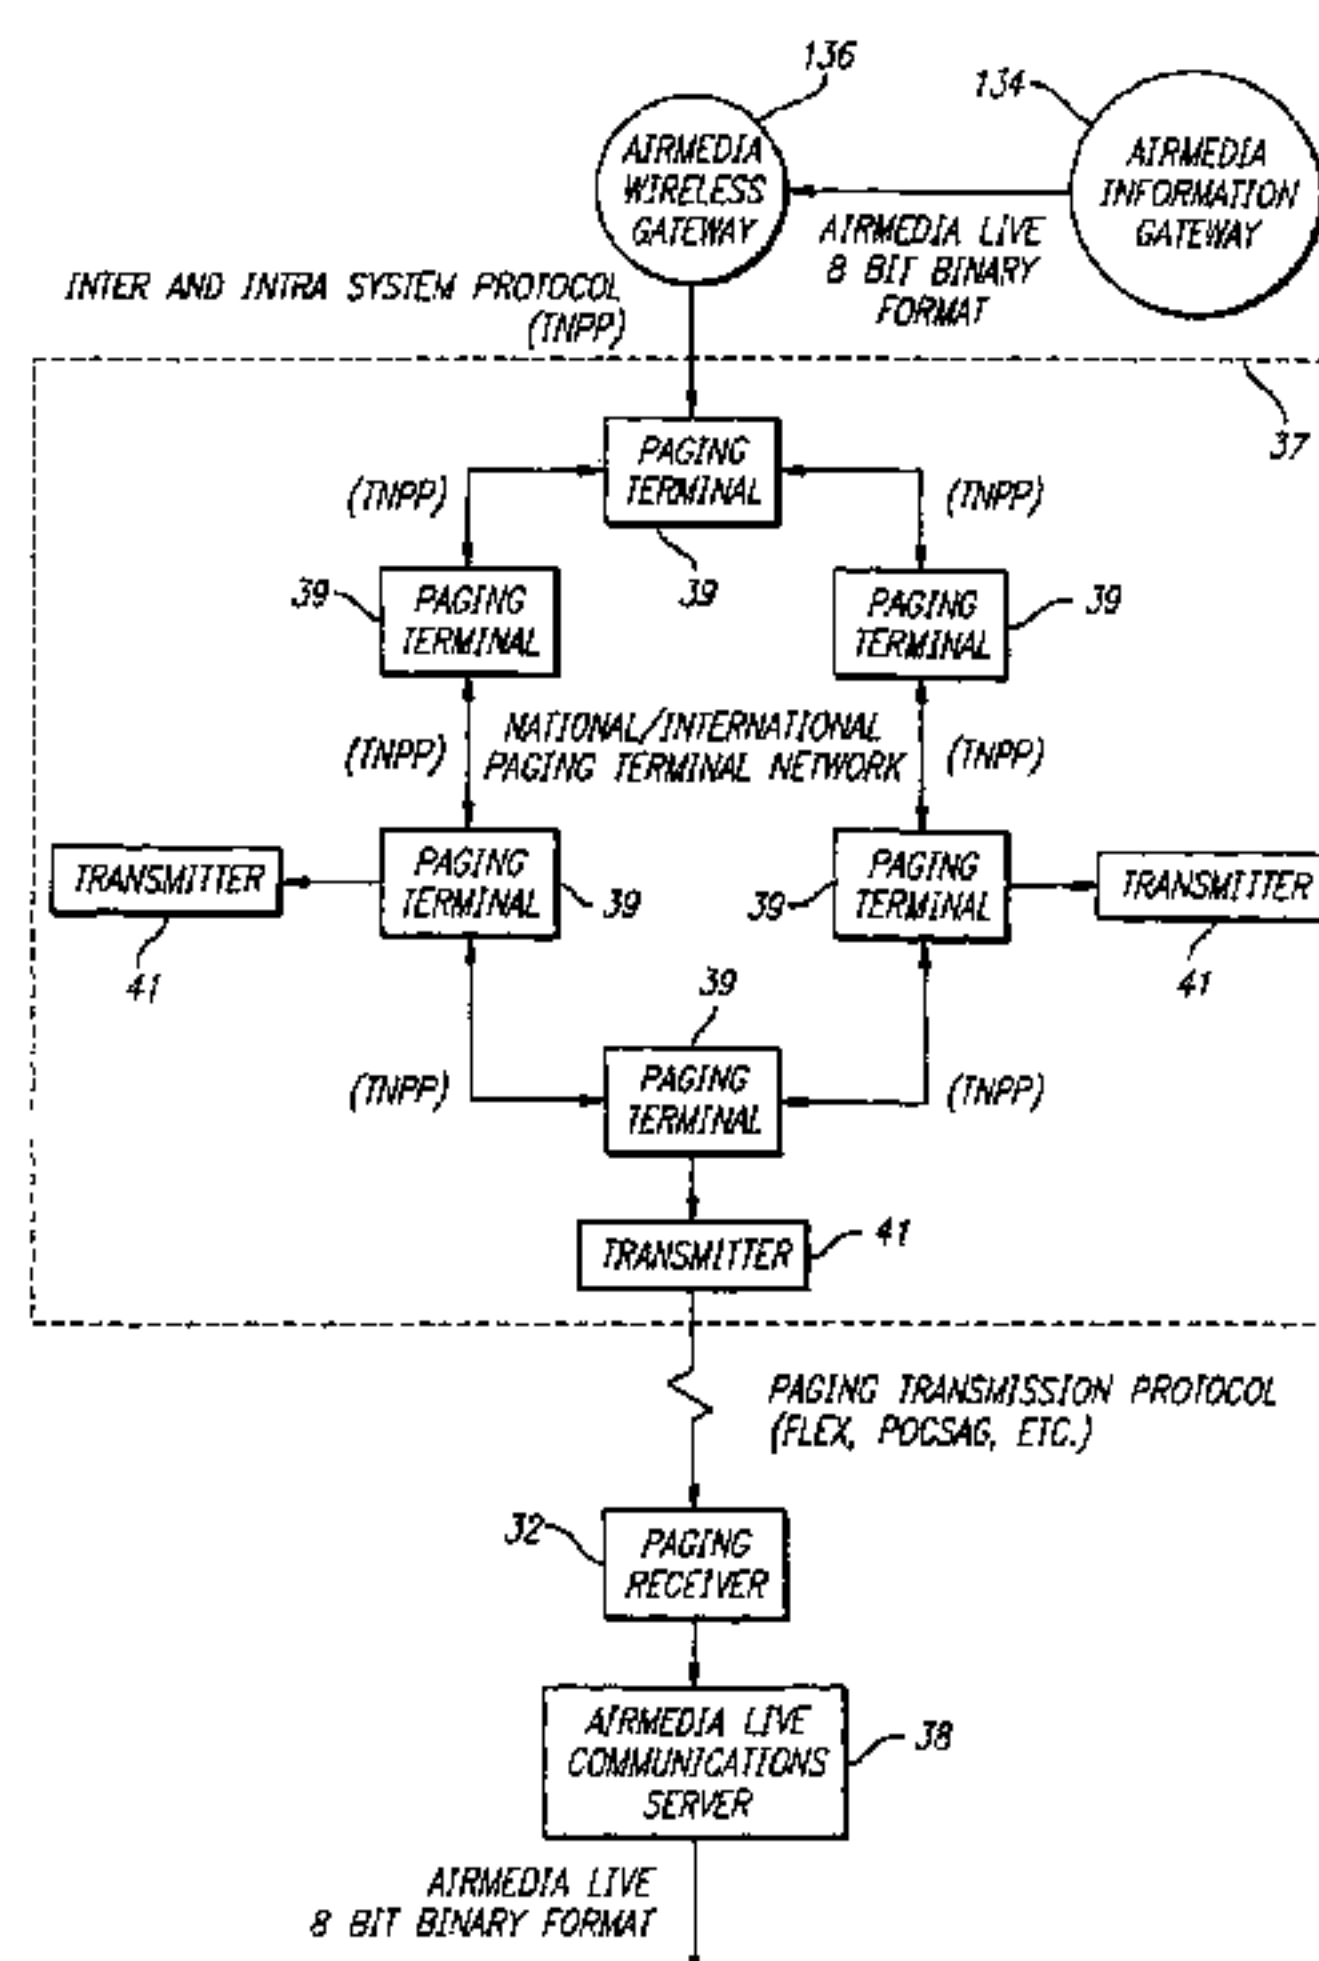 136
134
AIRMEDIA
WIRELESS
GATEWAY
AIRMEDIA
INFORMATION
GATEWAY
AIRMEDIA LIVE
8 BIT BINARY
FORMAT
INTER AND INTRA SYSTEM PROTOCOL
(TNPP)
37
PAGING
TERMINAL
39
(TNPP)
(TNPP)
39
PAGING
TERMINAL
PAGING
TERMINAL
39
(TNPP)
NATIONAL/INTERNATIONAL
PAGING TERMINAL NETWORK
(TNPP)
TRANSMITTER
41
PAGING
TERMINAL
39
39
PAGING
TERMINAL
TRANSMITTER
41
39
(TNPP)
PAGING
TERMINAL
(TNPP)
TRANSMITTER
41
PAGING TRANSMISSION PROTOCOL
(FLEX, POCSAG, ETC.)
32
PAGING
RECEIVER
AIRMEDIA LIVE
COMMUNICATIONS
SERVER
38
AIRMEDIA LIVE
8 BIT BINARY FORMAT